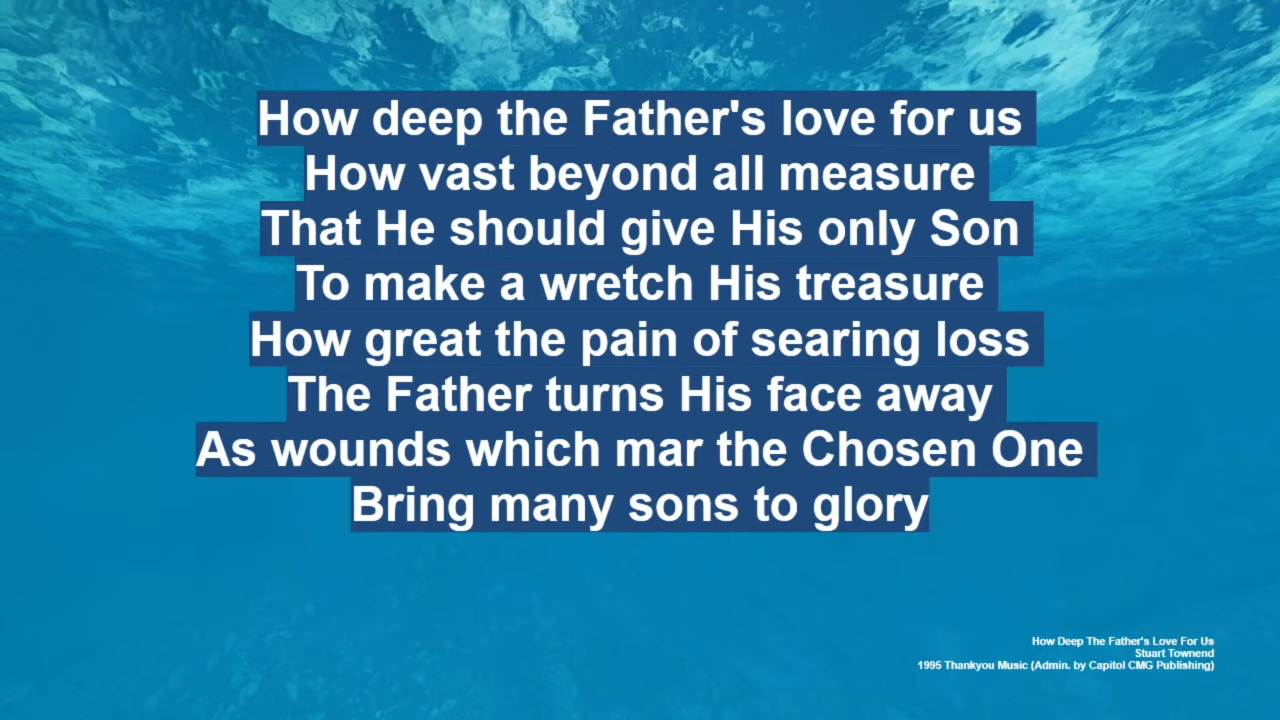 How deep the Father's love for us
How vast beyond all measure
That He should give His only Son
To make a wretch His treasure
How great the pain of searing loss
The Father turns His face away
As wounds which mar the Chosen One
Bring many sons to glory
How Deep The Father's Love For Us
Stuart Townend
1995 Thankyou Music (Admin. by Capitol CMG Publishing)